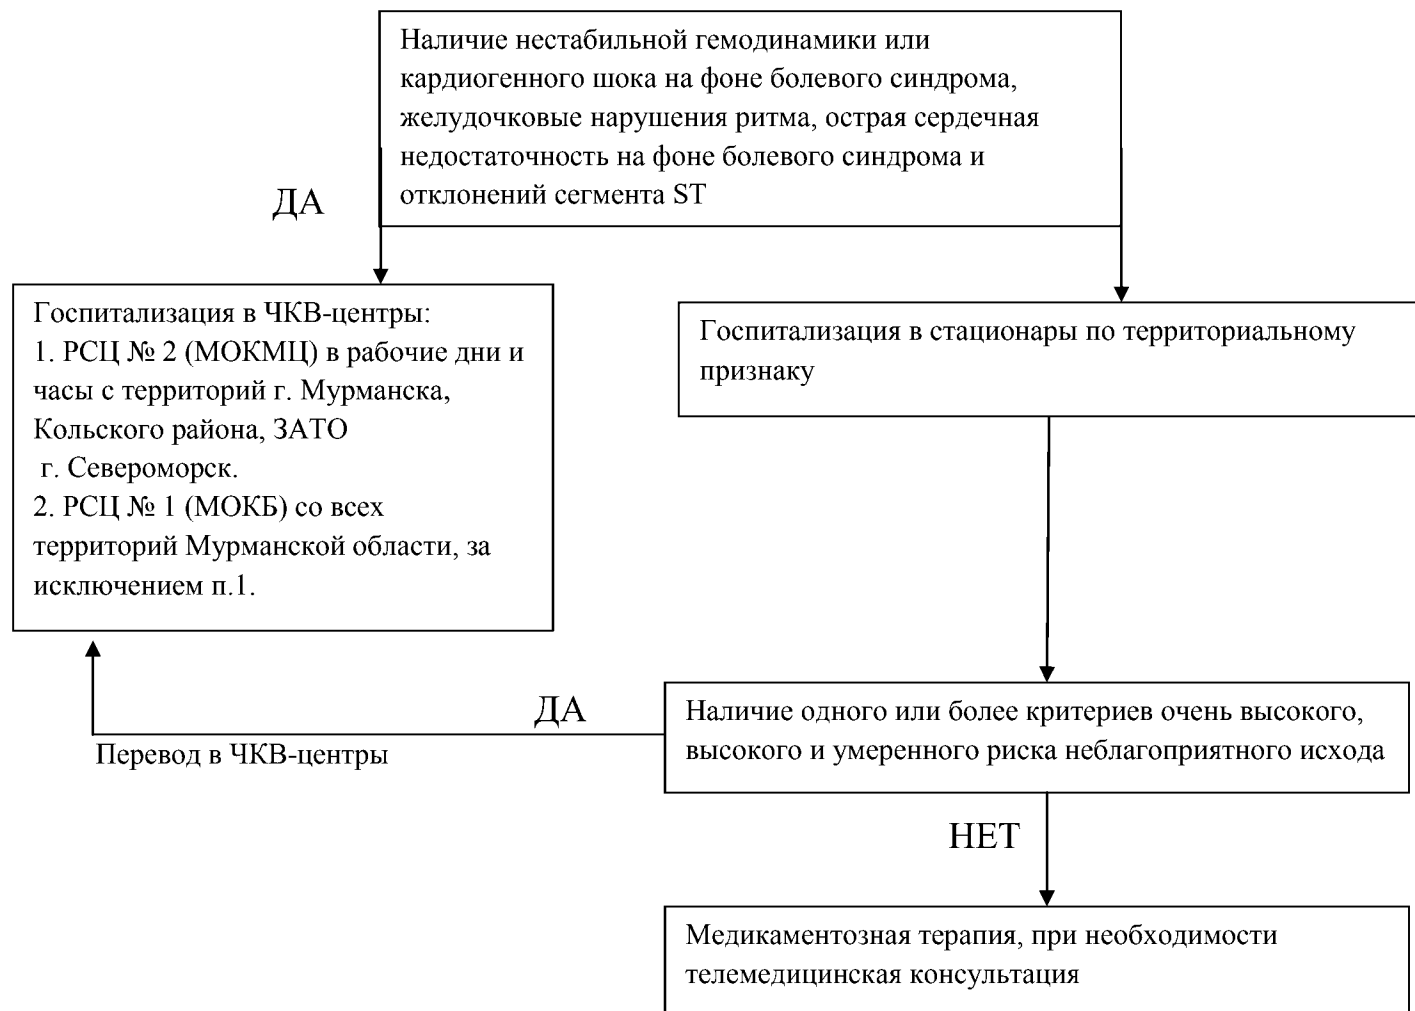 Наличие нестабильной гемодинамики или
кардиогенного шока на фоне болевого синдрома,
желудочковые нарушения ритма, острая сердечная
недостаточность на фоне болевого синдрома и
отклонений сегмента ST
ДА
Госпитализация в ЧКВ-центры:
1. РСЦ № 2 (МОКМЦ) в рабочие дни и
часы с территорий г. Мурманска,
Кольского района, ЗАТО
г. Североморск.
2. РСЦ № 1 (МОКБ) со всех
территорий Мурманской области, за
исключением п.1.
Госпитализация в стационары по территориальному
признаку
ДА
Перевод в ЧКВ-центры
Наличие одного или более критериев очень высокого,
высокого и умеренного риска неблагоприятного исхода
НЕТ
Медикаментозная терапия, при необходимости
телемедицинская консультация